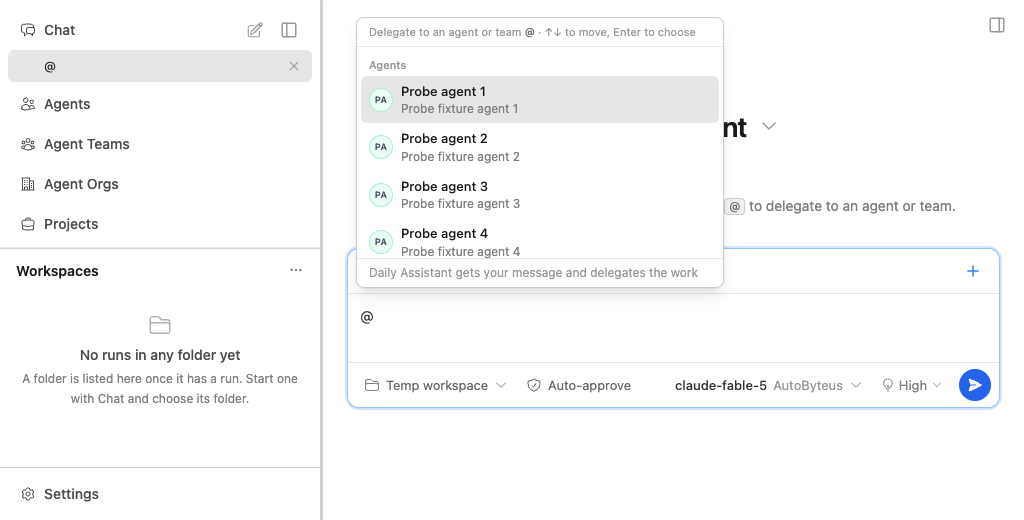 Chat
@
Agents
Agent Teams
Agent Orgs
Projects
Workspaces
No runs in any folder yet
A folder is listed here once it has a run. Start one
with Chat and choose its folder.
Settings
Delegate to an agent or team @ · ↑↓ to move, Enter to choose
Agents
PA
Probe agent 1
Probe fixture agent 1
PA
Probe agent 2
Probe fixture agent 2
PA
Probe agent 3
Probe fixture agent 3
PA
Probe agent 4
Probe fixture agent 4
Daily Assistant gets your message and delegates the work
nt
@ to delegate to an agent or team.
@
Temp workspace
Auto-approve
claude-fable-5 AutoByteus
High